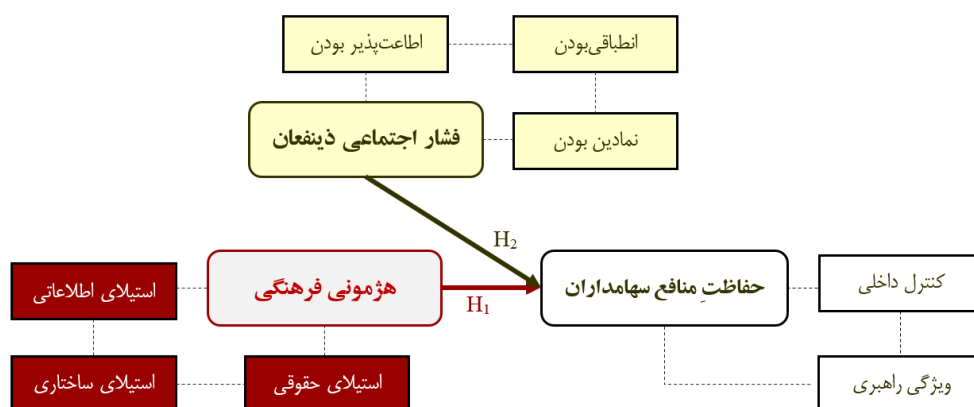 انطباقی‌بودن
اطاعت‌پذیر بودن
فشار اجتماعی ذینفعان
نمادین بودن
H2
هژمونی فرهنگی
H1
حفاظتِ منافع سهامداران
کنترل داخلی
ویژگی راهبری
استیلای اطلاعاتی
استیلای حقوقی
استیلای ساختاری